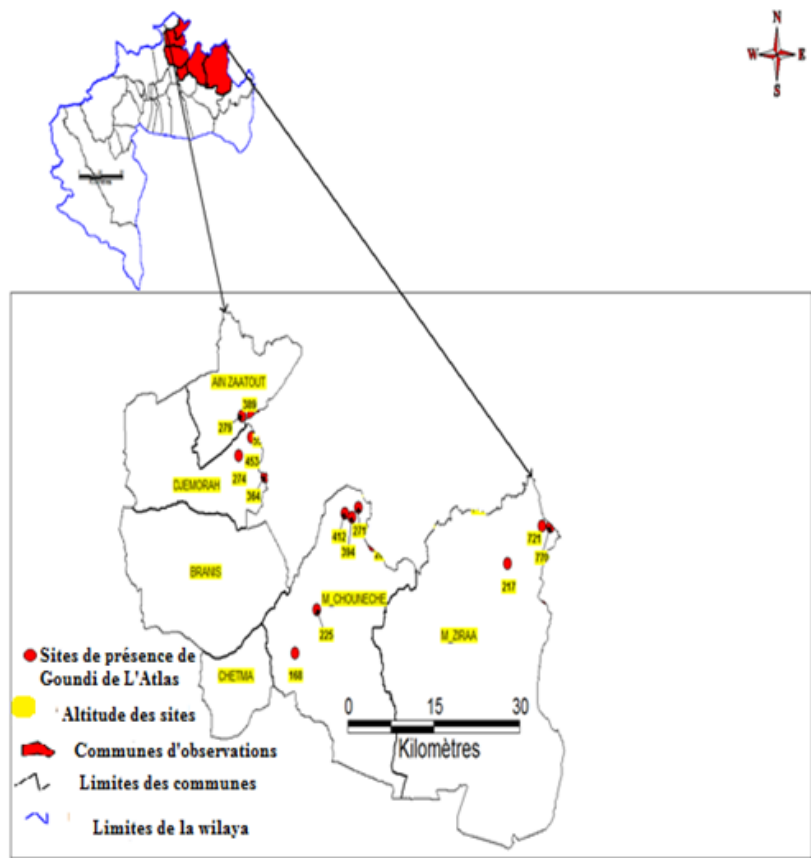 N
W E
S
AIN ZAATOUT
389
279
453
274
DJEMORAH
364
412
394
271
721
770
217
BRANIS
M_CHOUNECHE
225
M_ZIRAA
168
CHETMA
Sites de présence de
Goundi de L'Atlas
Altitude des sites
Communes d'observations
Limites des communes
Limites de la wilaya
0 15 30
Kilomètres